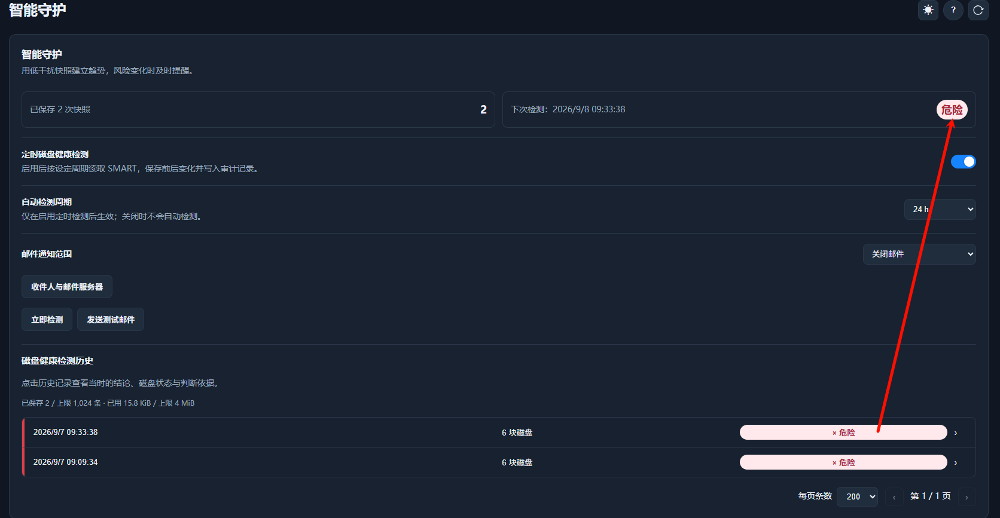 智能守护
?
智能守护
用低干扰快照建立趋势，风险变化时及时提醒。
已保存 2 次快照
2
下次检测：2026/9/8 09:33:38
危险
定时磁盘健康检测
启用后按设定周期读取 SMART，保存前后变化并写入审计记录。
自动检测周期
仅在启用定时检测后生效；关闭时不会自动检测。
24 h
邮件通知范围
关闭邮件
收件人与邮件服务器
立即检测
发送测试邮件
磁盘健康检测历史
点击历史记录查看当时的结论、磁盘状态与判断依据。
已保存 2 / 上限 1,024 条 · 已用 15.8 KiB / 上限 4 MiB
2026/9/7 09:33:38 6 块磁盘 × 危险 ›
2026/9/7 09:09:34 6 块磁盘 × 危险 ›
每页条数 200 ‹ 第 1 / 1 页 ›